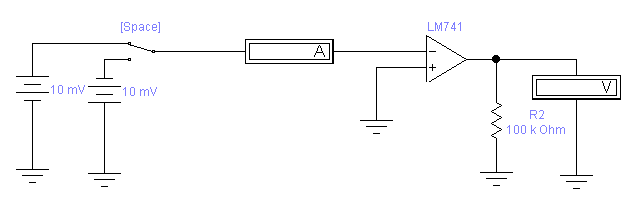 [Space]
LM741
A
−
+
10 mV
10 mV
V
R2
100 k Ohm